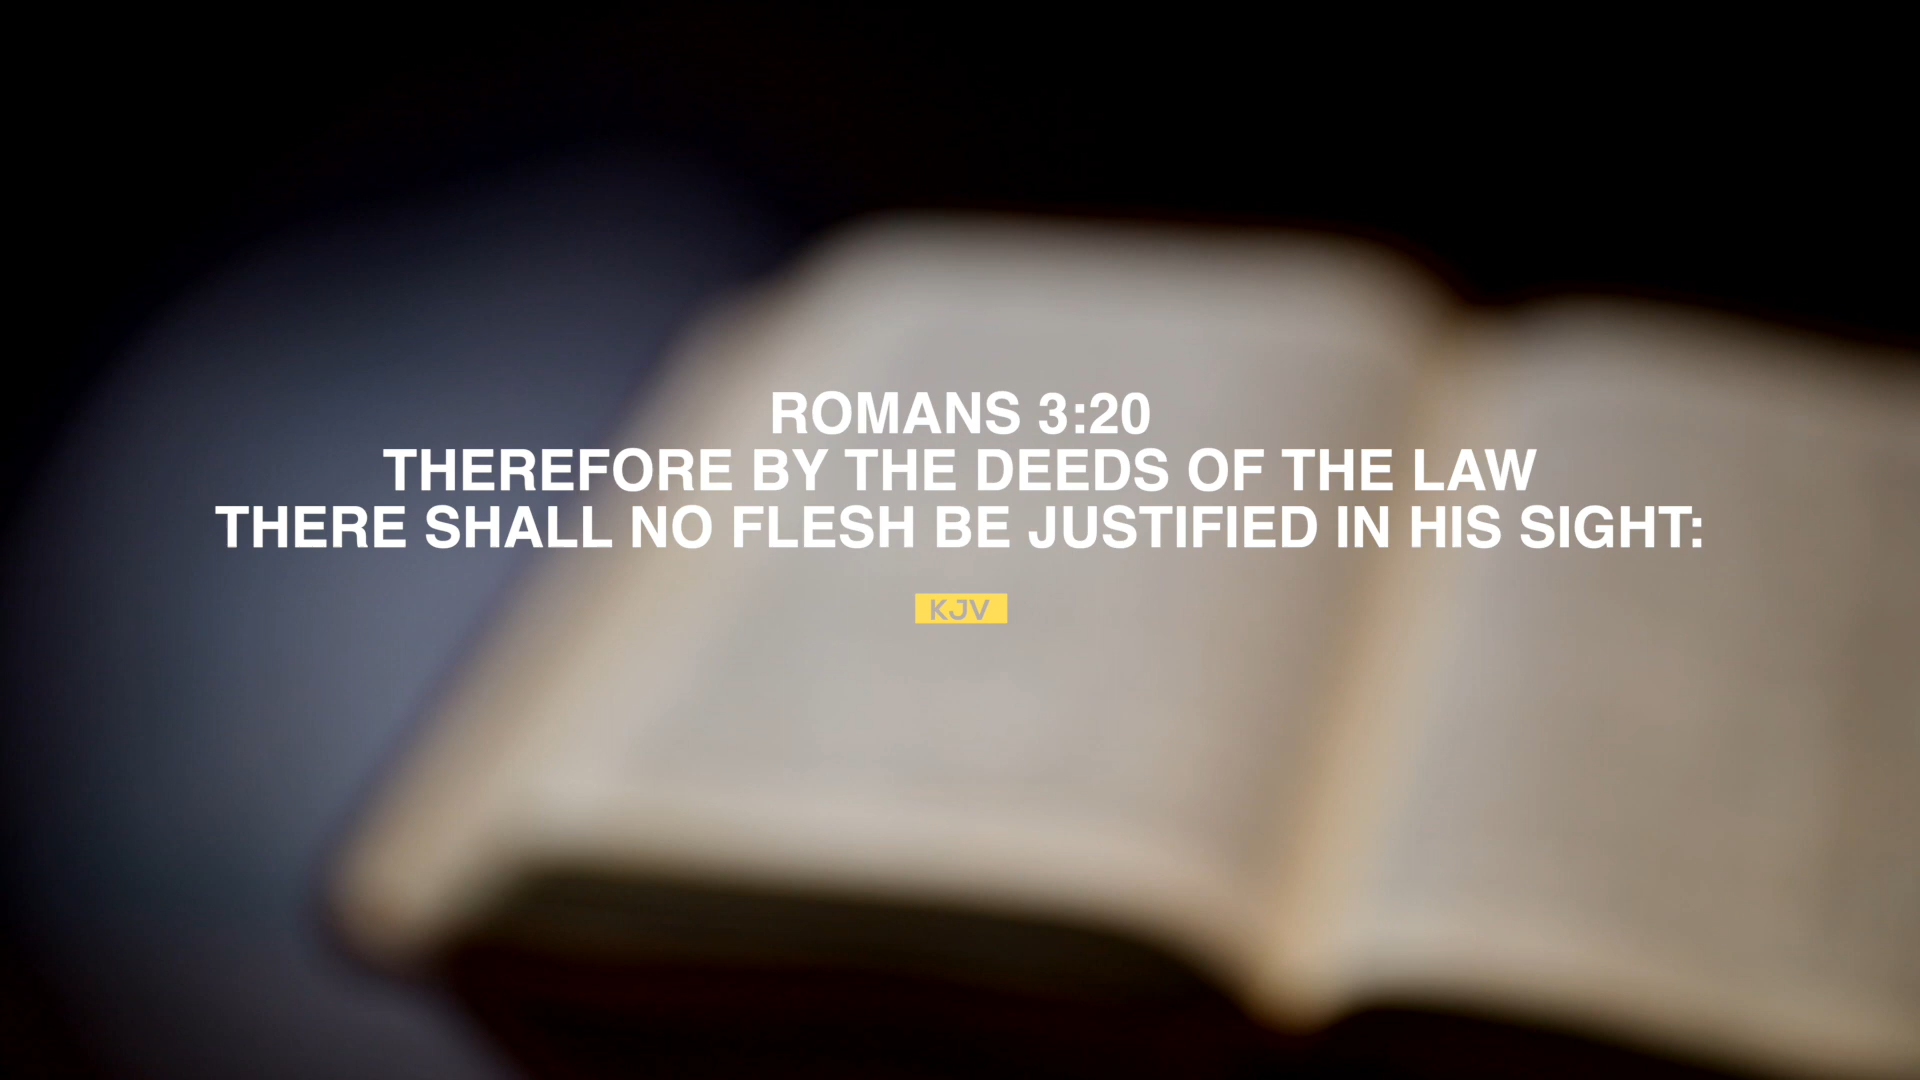 ROMANS 3:20
THEREFORE BY THE DEEDS OF THE LAW
THERE SHALL NO FLESH BE JUSTIFIED IN HIS SIGHT:
KJV